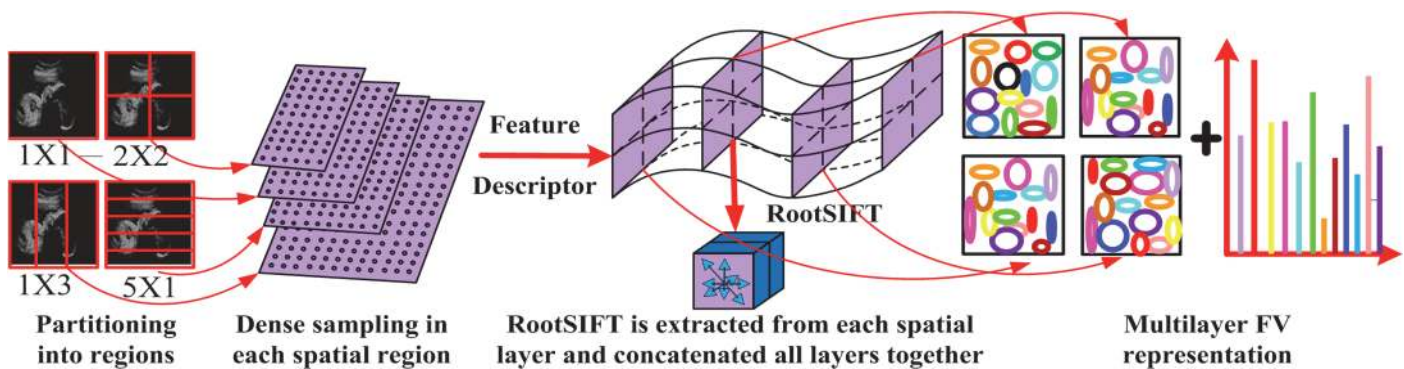 1X1 – 2X2
1X3 5X1
Feature
Descriptor
RootSIFT
Partitioning
into regions
Dense sampling in
each spatial region
RootSIFT is extracted from each spatial
layer and concatenated all layers together
Multilayer FV
representation
+